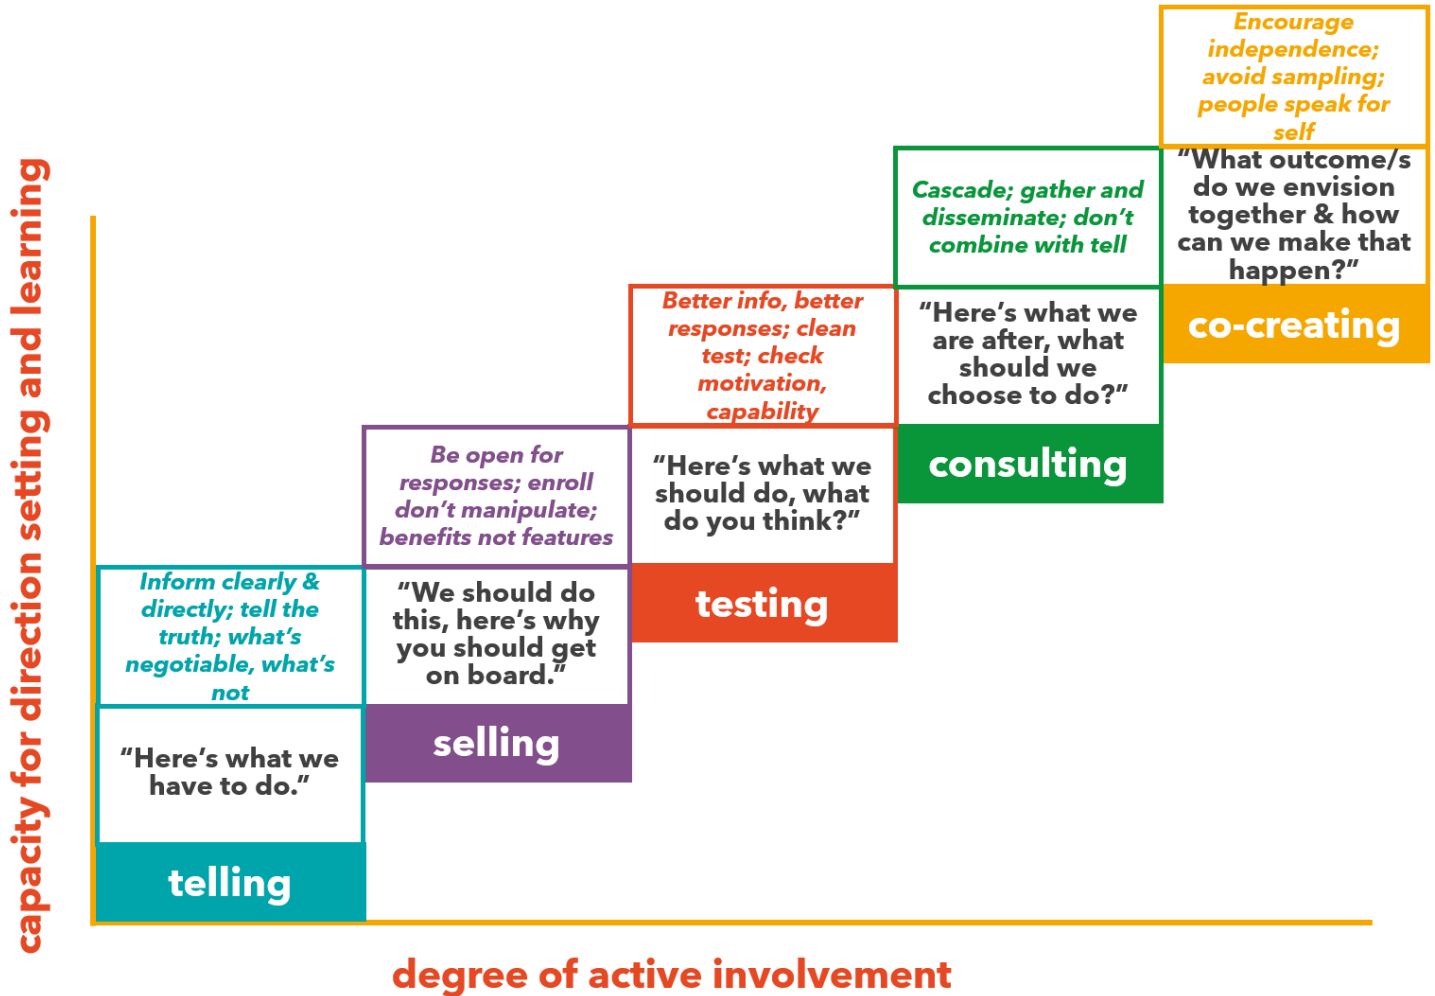 Encourage
independence;
avoid sampling;
people speak for
self
“What outcome/s
do we envision
together & how
can we make that
happen?”
co-creating
Cascade; gather and
disseminate; don’t
combine with tell
“Here’s what we
are after, what
should we
choose to do?”
consulting
Better info, better
responses; clean
test; check
motivation,
capability
“Here’s what we
should do, what
do you think?”
testing
Be open for
responses; enroll
don’t manipulate;
benefits not features
“We should do
this, here’s why
you should get
on board.”
selling
Inform clearly &
directly; tell the
truth; what’s
negotiable, what’s
not
“Here’s what we
have to do.”
telling
capacity for direction setting and learning
degree of active involvement